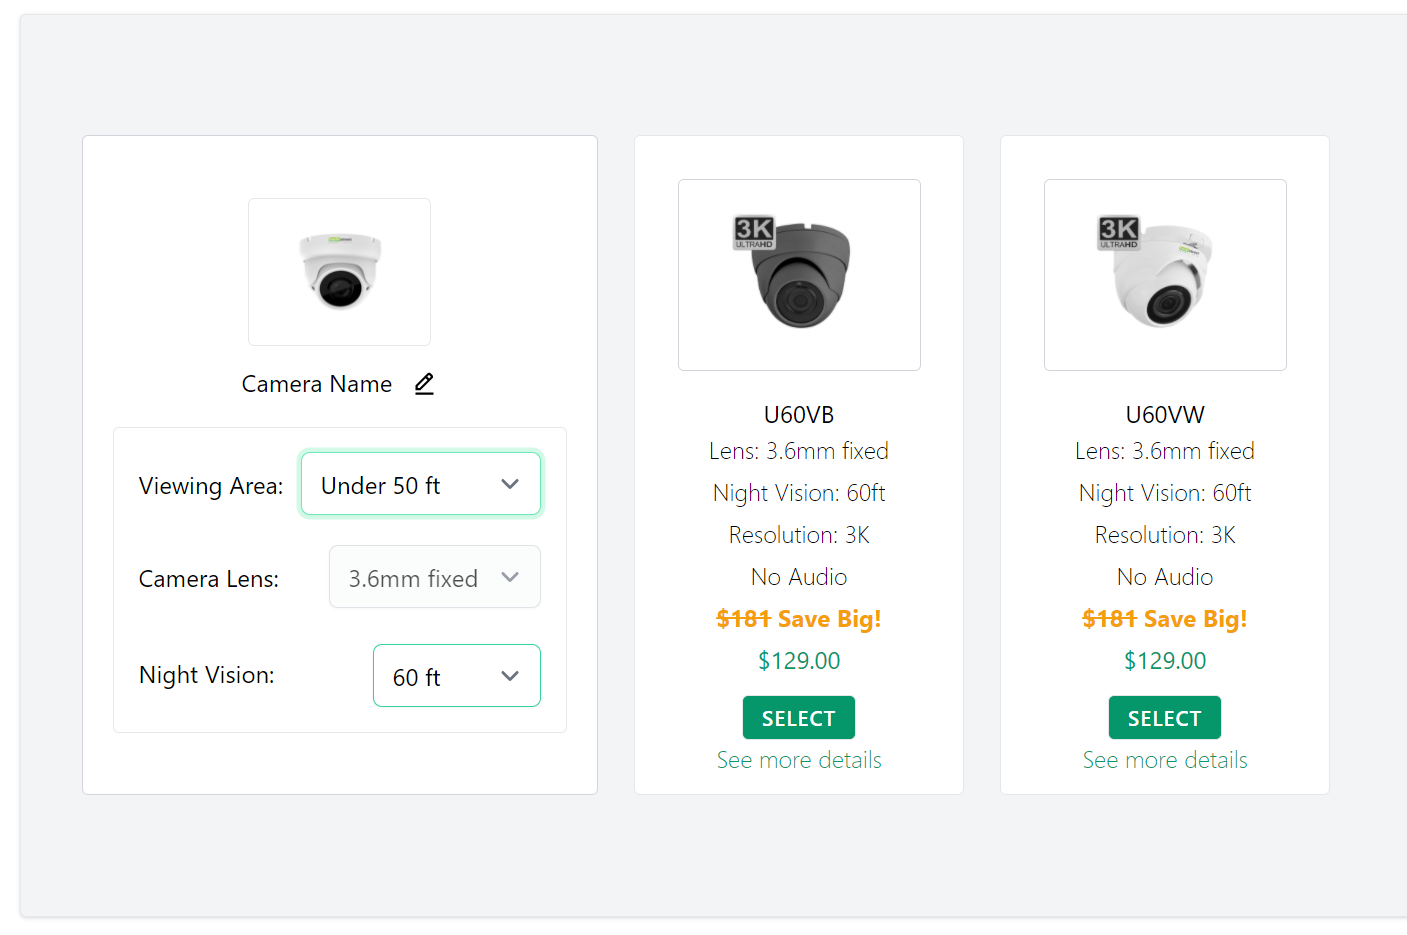 Camera Name
Viewing Area: Under 50 ft
Camera Lens: 3.6mm fixed
Night Vision: 60 ft
3K
ULTRAHD
U60VB
Lens: 3.6mm fixed
Night Vision: 60ft
Resolution: 3K
No Audio
$181 Save Big!
$129.00
SELECT
See more details
3K
ULTRAHD
U60VW
Lens: 3.6mm fixed
Night Vision: 60ft
Resolution: 3K
No Audio
$181 Save Big!
$129.00
SELECT
See more details